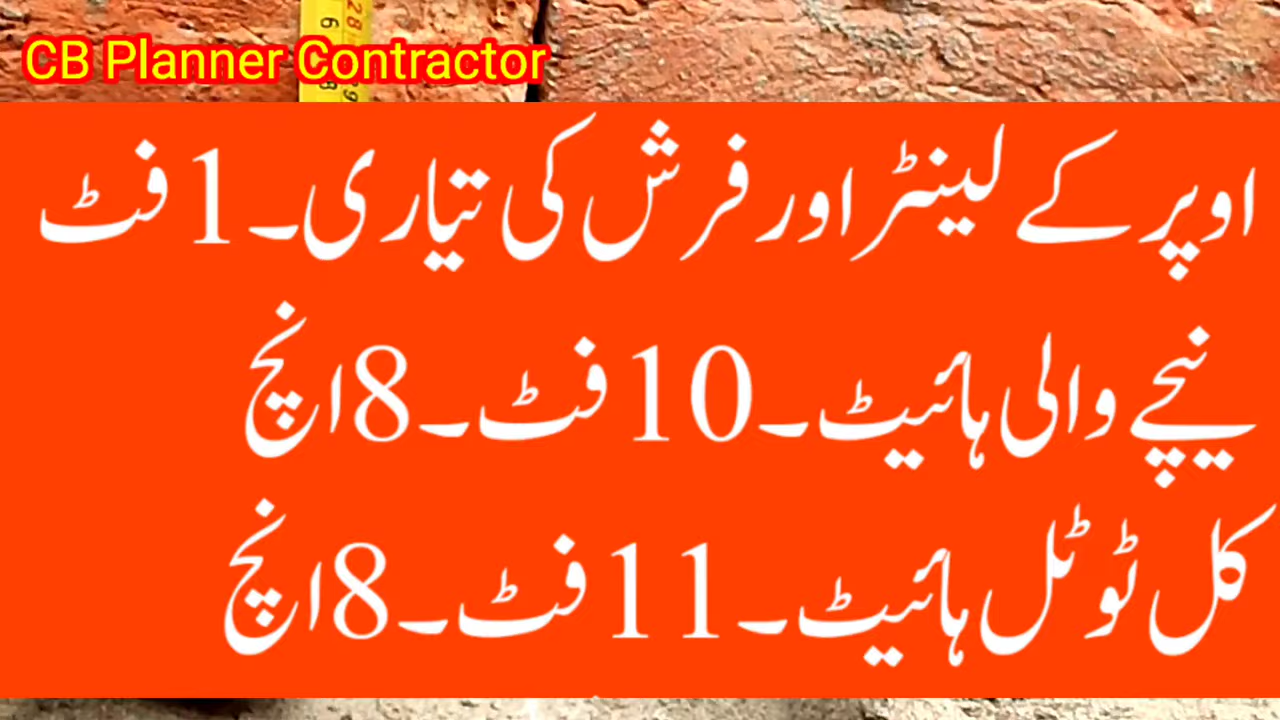 CB Planner Contractor
اوپر کے لینٹر اور فرش کی تیاری۔1 فٹ
نیچے والی ہائیٹ۔10 فٹ۔8 انچ
کل ٹوٹل ہائیٹ۔11 فٹ۔8 انچ